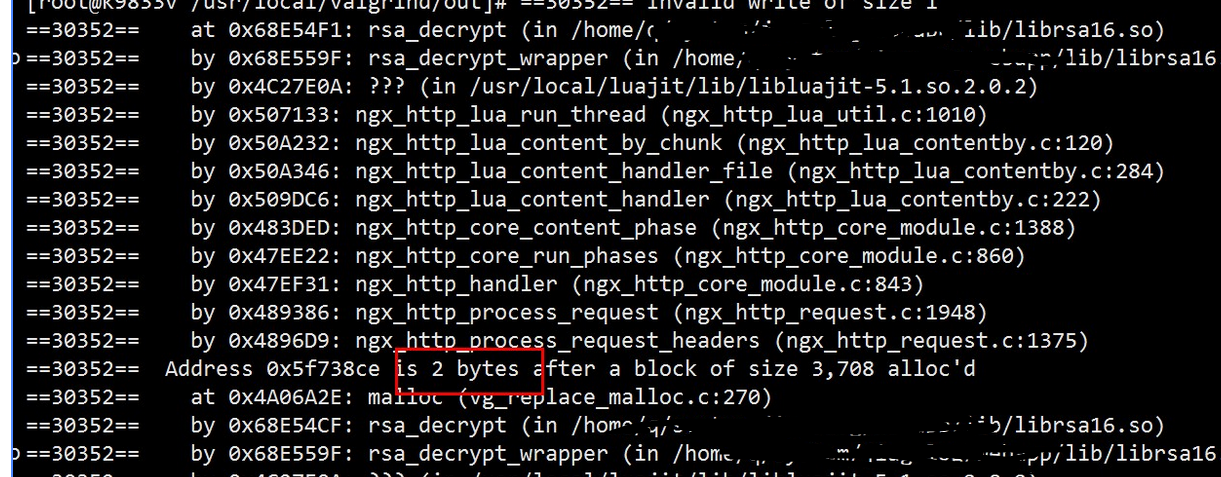 [root@k9833v /usr/local/valgrind/out]# ==30352== Invalid write of size 1
==30352== at 0x68E54F1: rsa_decrypt (in /home/ /lib/librsa16.so)
==30352== by 0x68E559F: rsa_decrypt_wrapper (in /home/ app/lib/librsa16
==30352== by 0x4C27E0A: ??? (in /usr/local/luajit/lib/libluajit-5.1.so.2.0.2)
==30352== by 0x507133: ngx_http_lua_run_thread (ngx_http_lua_util.c:1010)
==30352== by 0x50A232: ngx_http_lua_content_by_chunk (ngx_http_lua_contentby.c:120)
==30352== by 0x50A346: ngx_http_lua_content_handler_file (ngx_http_lua_contentby.c:284)
==30352== by 0x509DC6: ngx_http_lua_content_handler (ngx_http_lua_contentby.c:222)
==30352== by 0x483DED: ngx_http_core_content_phase (ngx_http_core_module.c:1388)
==30352== by 0x47EE22: ngx_http_core_run_phases (ngx_http_core_module.c:860)
==30352== by 0x47EF31: ngx_http_handler (ngx_http_core_module.c:843)
==30352== by 0x489386: ngx_http_process_request (ngx_http_request.c:1948)
==30352== by 0x4896D9: ngx_http_process_request_headers (ngx_http_request.c:1375)
==30352== Address 0x5f738ce is 2 bytes after a block of size 3,708 alloc'd
==30352== at 0x4A06A2E: malloc (vg_replace_malloc.c:270)
==30352== by 0x68E54CF: rsa_decrypt (in /home/q/ lib/librsa16.so)
==30352== by 0x68E559F: rsa_decrypt_wrapper (in /home/ app/lib/librsa16